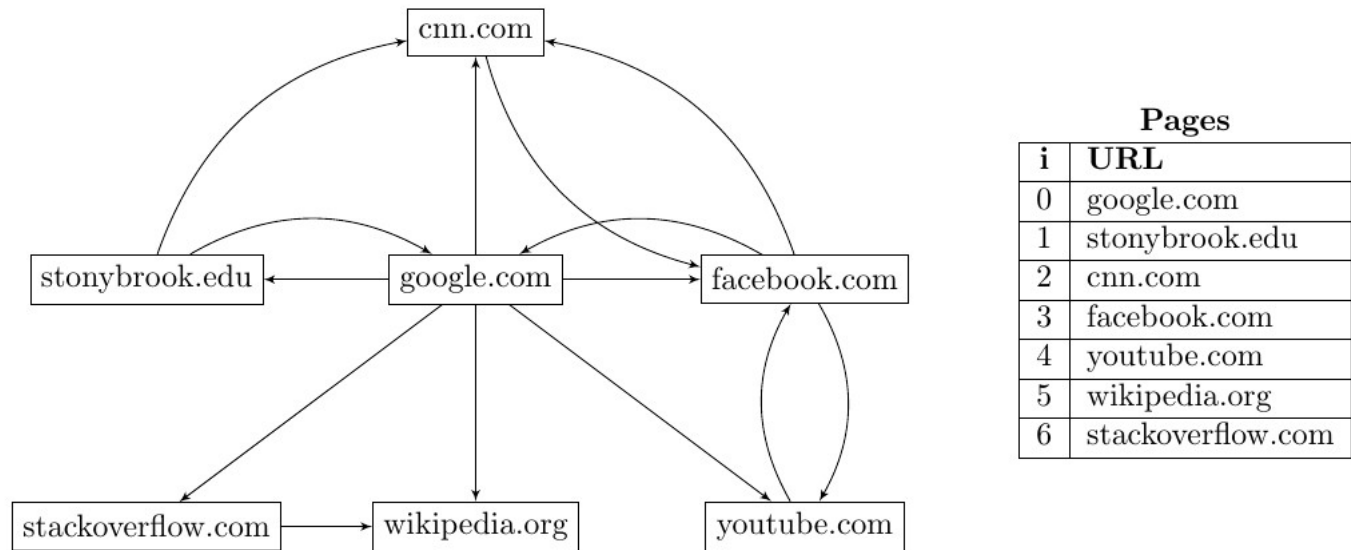 cnn.com
stonybrook.edu
google.com
facebook.com
stackoverflow.com
wikipedia.org
youtube.com
Pages
i URL
0 google.com
1 stonybrook.edu
2 cnn.com
3 facebook.com
4 youtube.com
5 wikipedia.org
6 stackoverflow.com